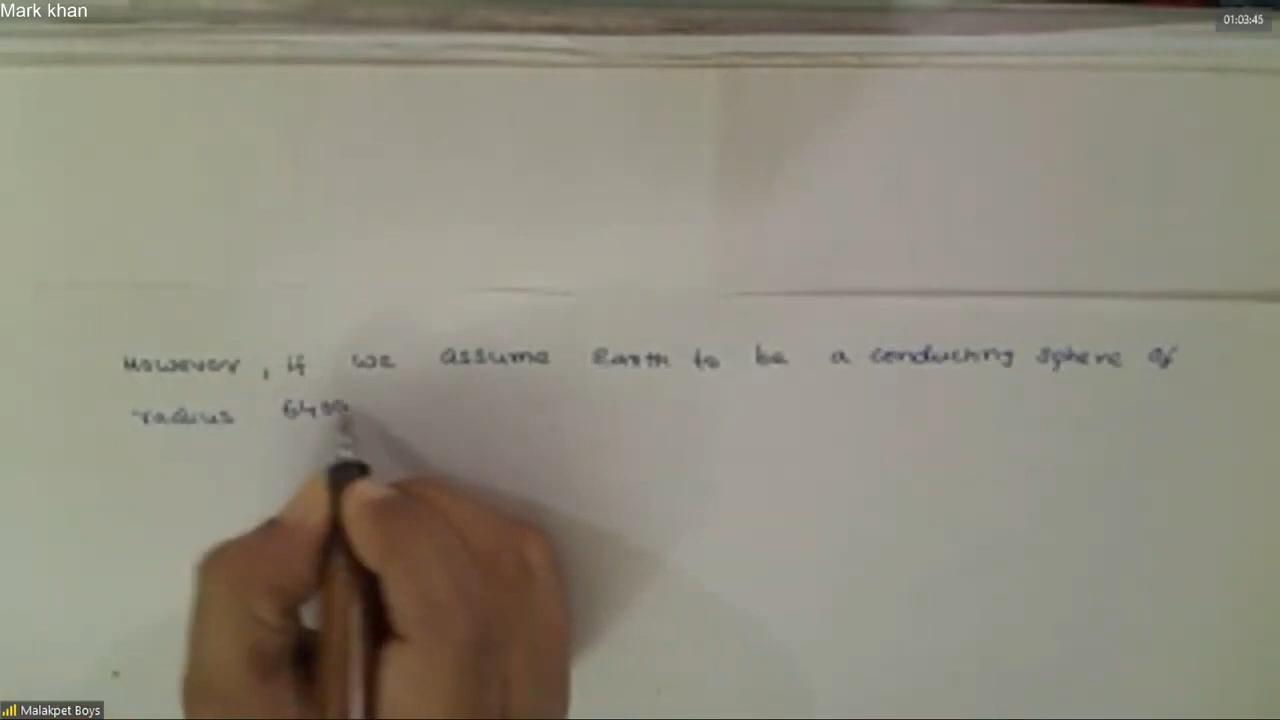 Mark khan
01:03:45
However, if we assume Earth to be a conducting sphere of
radius 6400
Malakpet Boys